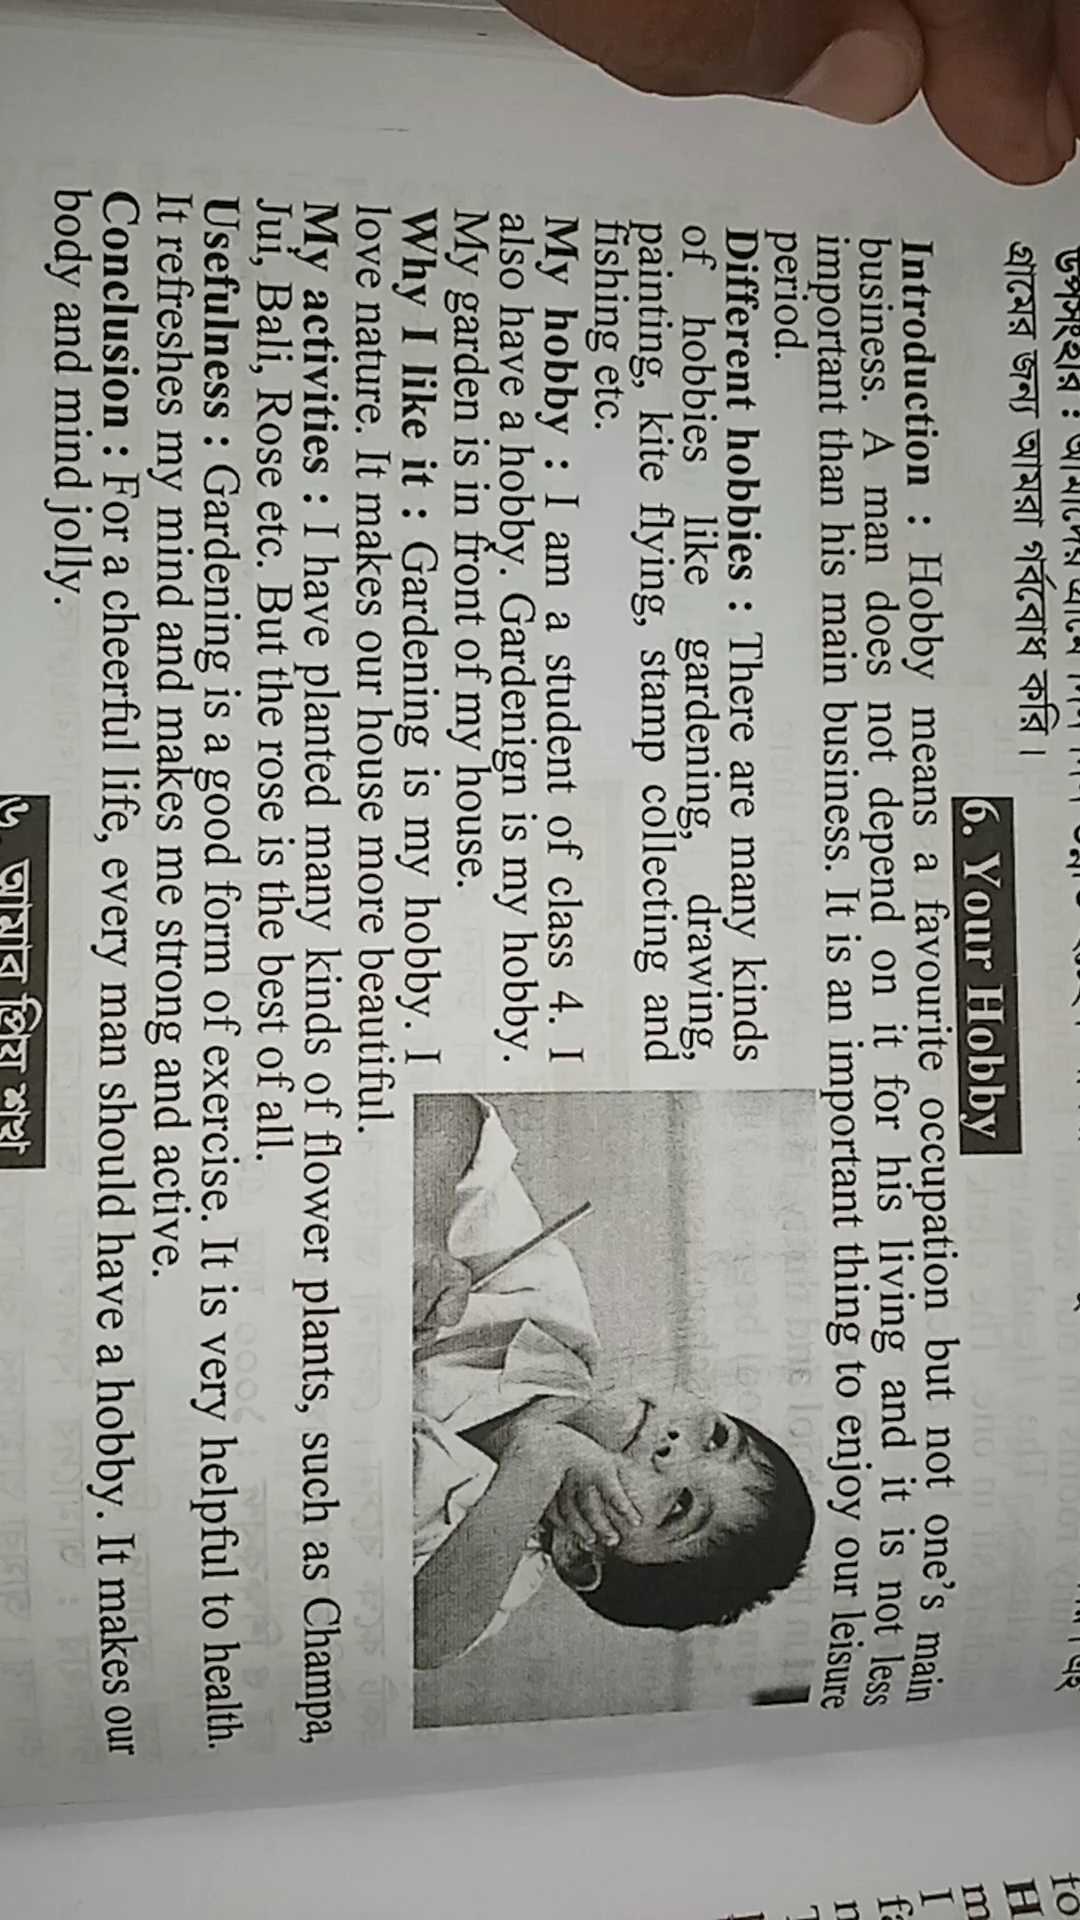 গ্রামের জন্য আমরা গর্ববোধ করি।
6. Your Hobby
Introduction : Hobby means a favourite occupation but not one's main
business. A man does not depend on it for his living and it is not less
important than his main business. It is an important thing to enjoy our leisure
period.
Different hobbies : There are many kinds
of hobbies like gardening, drawing,
painting, kite flying, stamp collecting and
fishing etc.
My hobby : I am a student of class 4. I
also have a hobby. Gardenign is my hobby.
My garden is in front of my house.
Why I like it : Gardening is my hobby. I
love nature. It makes our house more beautiful.
My activities : I have planted many kinds of flower plants, such as Champa,
Jui, Bali, Rose etc. But the rose is the best of all.
Usefulness : Gardening is a good form of exercise. It is very helpful to health.
It refreshes my mind and makes me strong and active.
Conclusion : For a cheerful life, every man should have a hobby. It makes our
body and mind jolly.
৬. আমার প্রিয় শখ